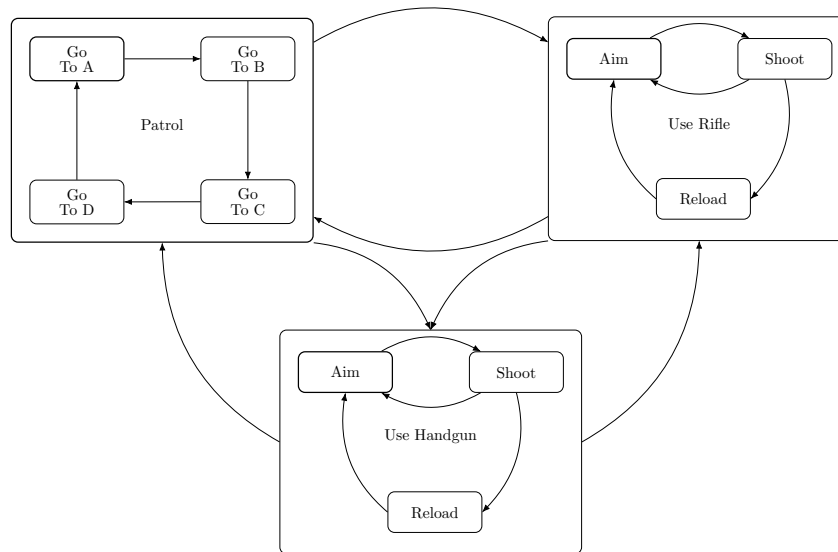 Go
To A
Go
To B
Patrol
Go
To D
Go
To C
Aim
Shoot
Use Rifle
Reload
Aim
Shoot
Use Handgun
Reload